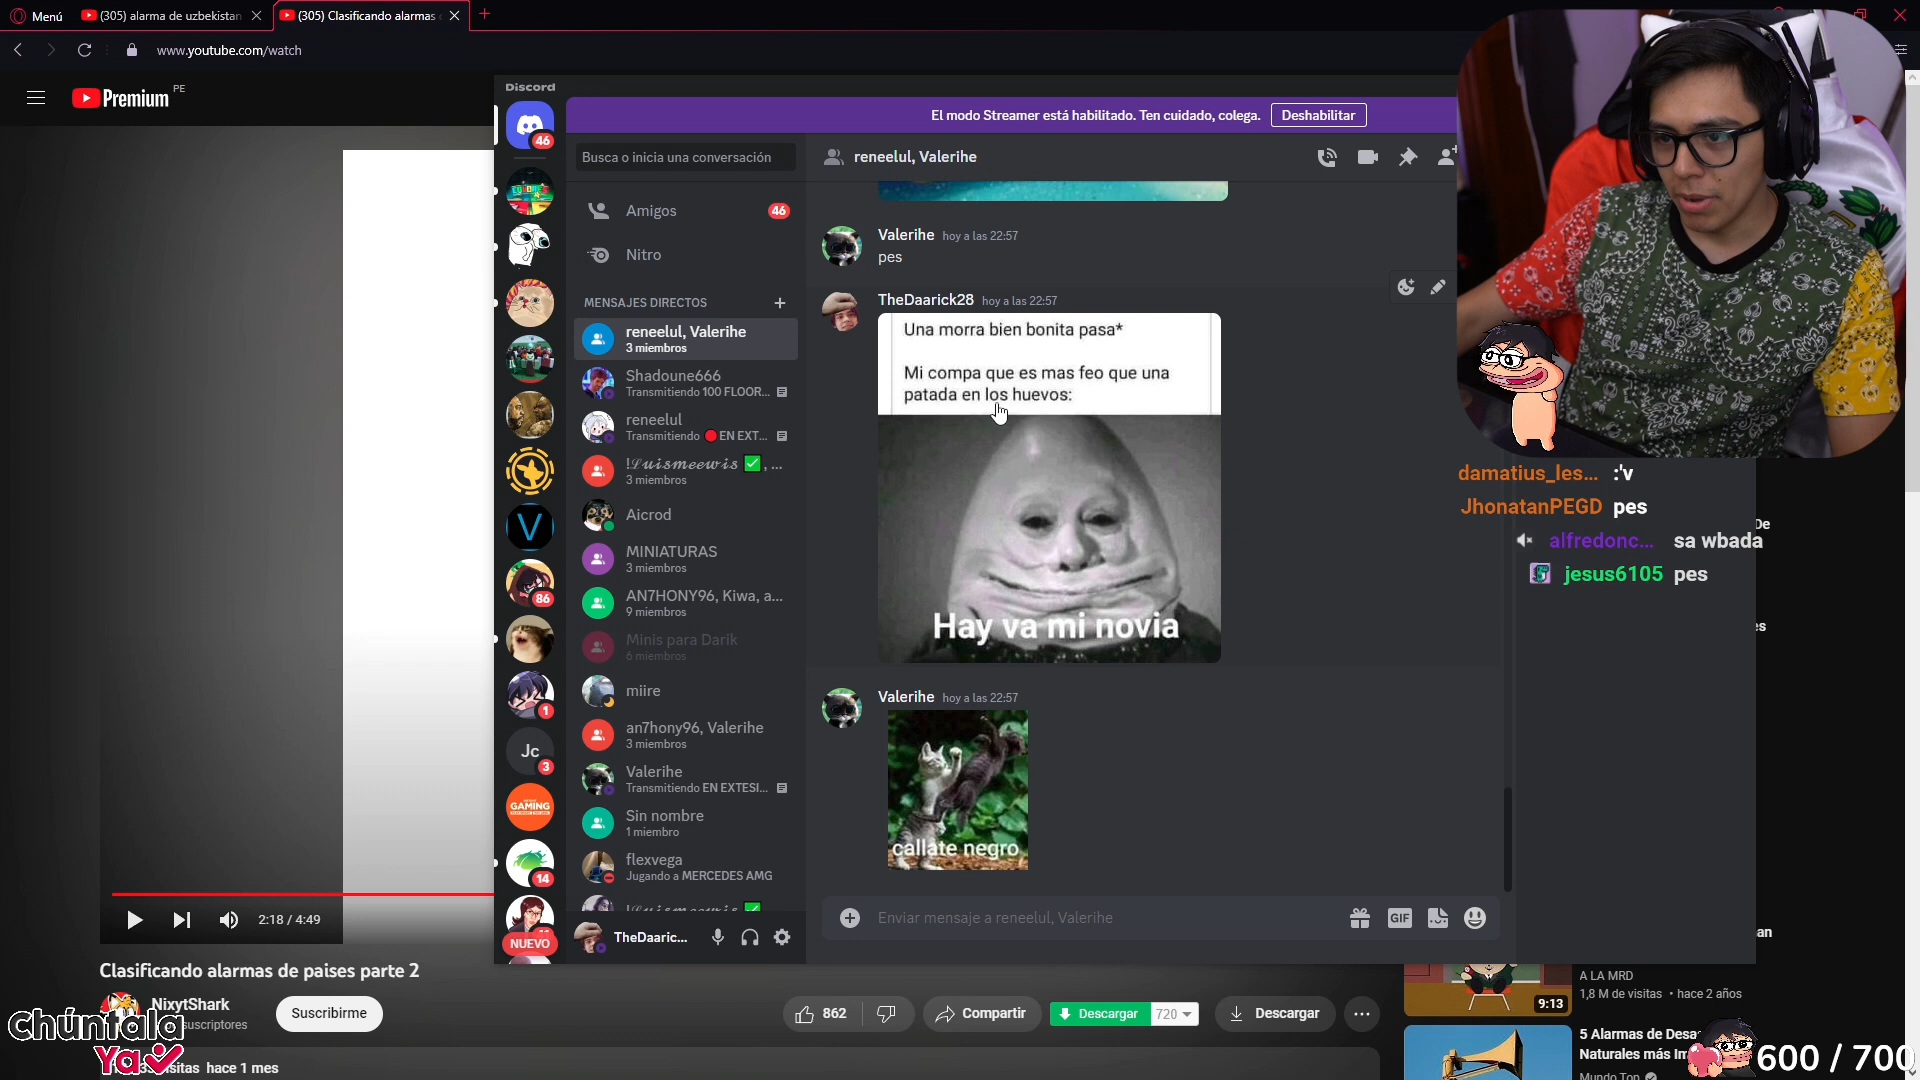 Menú
(305) alarma de uzbekistan
(305) Clasificando alarmas
www.youtube.com/watch
Premium
PE
Discord
El modo Streamer está habilitado. Ten cuidado, colega.
Deshabilitar
46
Busca o inicia una conversación
reneelul, Valerihe
Amigos
46
Nitro
MENSAJES DIRECTOS
reneelul, Valerihe
3 miembros
Shadoune666
Transmitiendo 100 FLOOR...
reneelul
Transmitiendo 🔴EN EXT...
!𝓛𝓾𝓲𝓼𝓶𝓮𝓮𝔀𝓲𝓼 ✅, ...
3 miembros
Aicrod
MINIATURAS
3 miembros
AN7HONY96, Kiwa, a...
9 miembros
Minis para Darik
6 miembros
miire
an7hony96, Valerihe
3 miembros
Valerihe
Transmitiendo EN EXTESI...
Sin nombre
1 miembro
flexvega
Jugando a MERCEDES AMG
TheDaaric...
V
86
1
Jc
3
GAMING
14
NUEVO
Valerihe hoy a las 22:57
pes
TheDaarick28 hoy a las 22:57
Una morra bien bonita pasa*
Mi compa que es mas feo que una
patada en los huevos:
Hay va mi novia
Valerihe hoy a las 22:57
callate negro
Enviar mensaje a reneelul, Valerihe
GIF
damatius_les... :'v
JhonatanPEGD pes
alfredonc... sa wbada
jesus6105 pes
De
es
an
2:18 / 4:49
Clasificando alarmas de paises parte 2
NixytShark
suscriptores
Suscribirme
862
Compartir
Descargar
720
Descargar
Chúntala
Ya
sitas hace 1 mes
9:13
A LA MRD
1,8 M de visitas • hace 2 años
5 Alarmas de Desa
Naturales más Im
Mundo Top
600 / 700